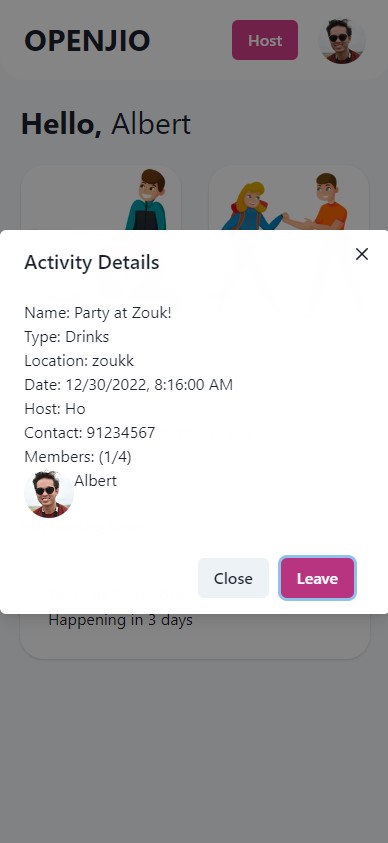 OPENJIO
Host
Hello, Albert
Activity Details
Name: Party at Zouk!
Type: Drinks
Location: zoukk
Date: 12/30/2022, 8:16:00 AM
Host: Ho
Contact: 91234567
Members: (1/4)
Albert
Close
Leave
Happening in 3 days